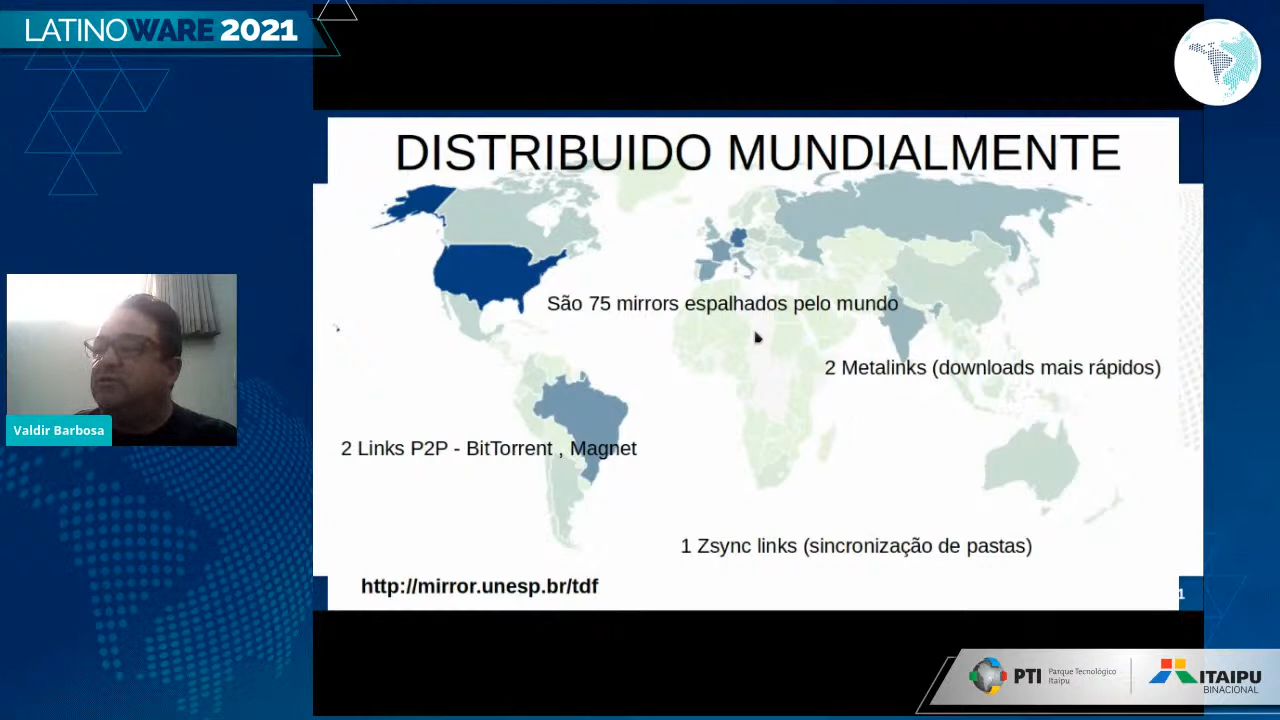 LATINOWARE 2021
DISTRIBUIDO MUNDIALMENTE
São 75 mirrors espalhados pelo mundo
2 Metalinks (downloads mais rápidos)
Valdir Barbosa
2 Links P2P - BitTorrent , Magnet
1 Zsync links (sincronização de pastas)
http://mirror.unesp.br/tdf
1
PTI Parque Tecnológico
Itaipu
ITAIPU
BINACIONAL